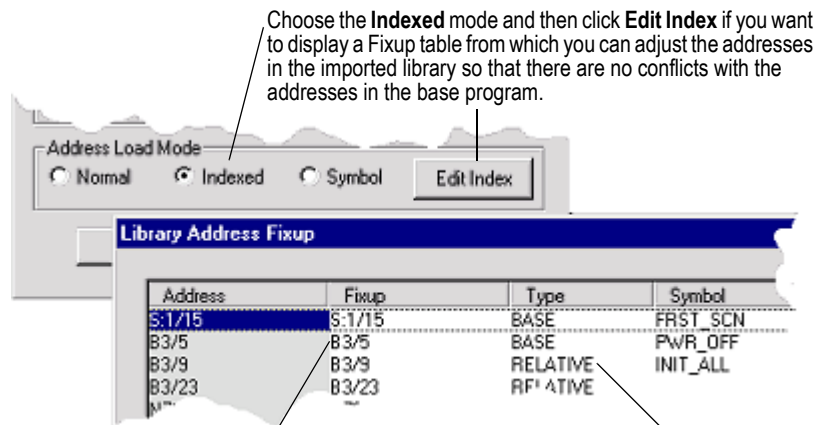 Choose the Indexed mode and then click Edit Index if you want
to display a Fixup table from which you can adjust the addresses
in the imported library so that there are no conflicts with the
addresses in the base program.
Address Load Mode
Normal Indexed Symbol Edit Index
Library Address Fixup
Address Fixup Type Symbol
S:1/15 S:1/15 BASE FRST_SCN
B3/5 B3/5 BASE PWR_OFF
B3/9 B3/9 RELATIVE INIT_ALL
B3/23 B3/23 RELATIVE